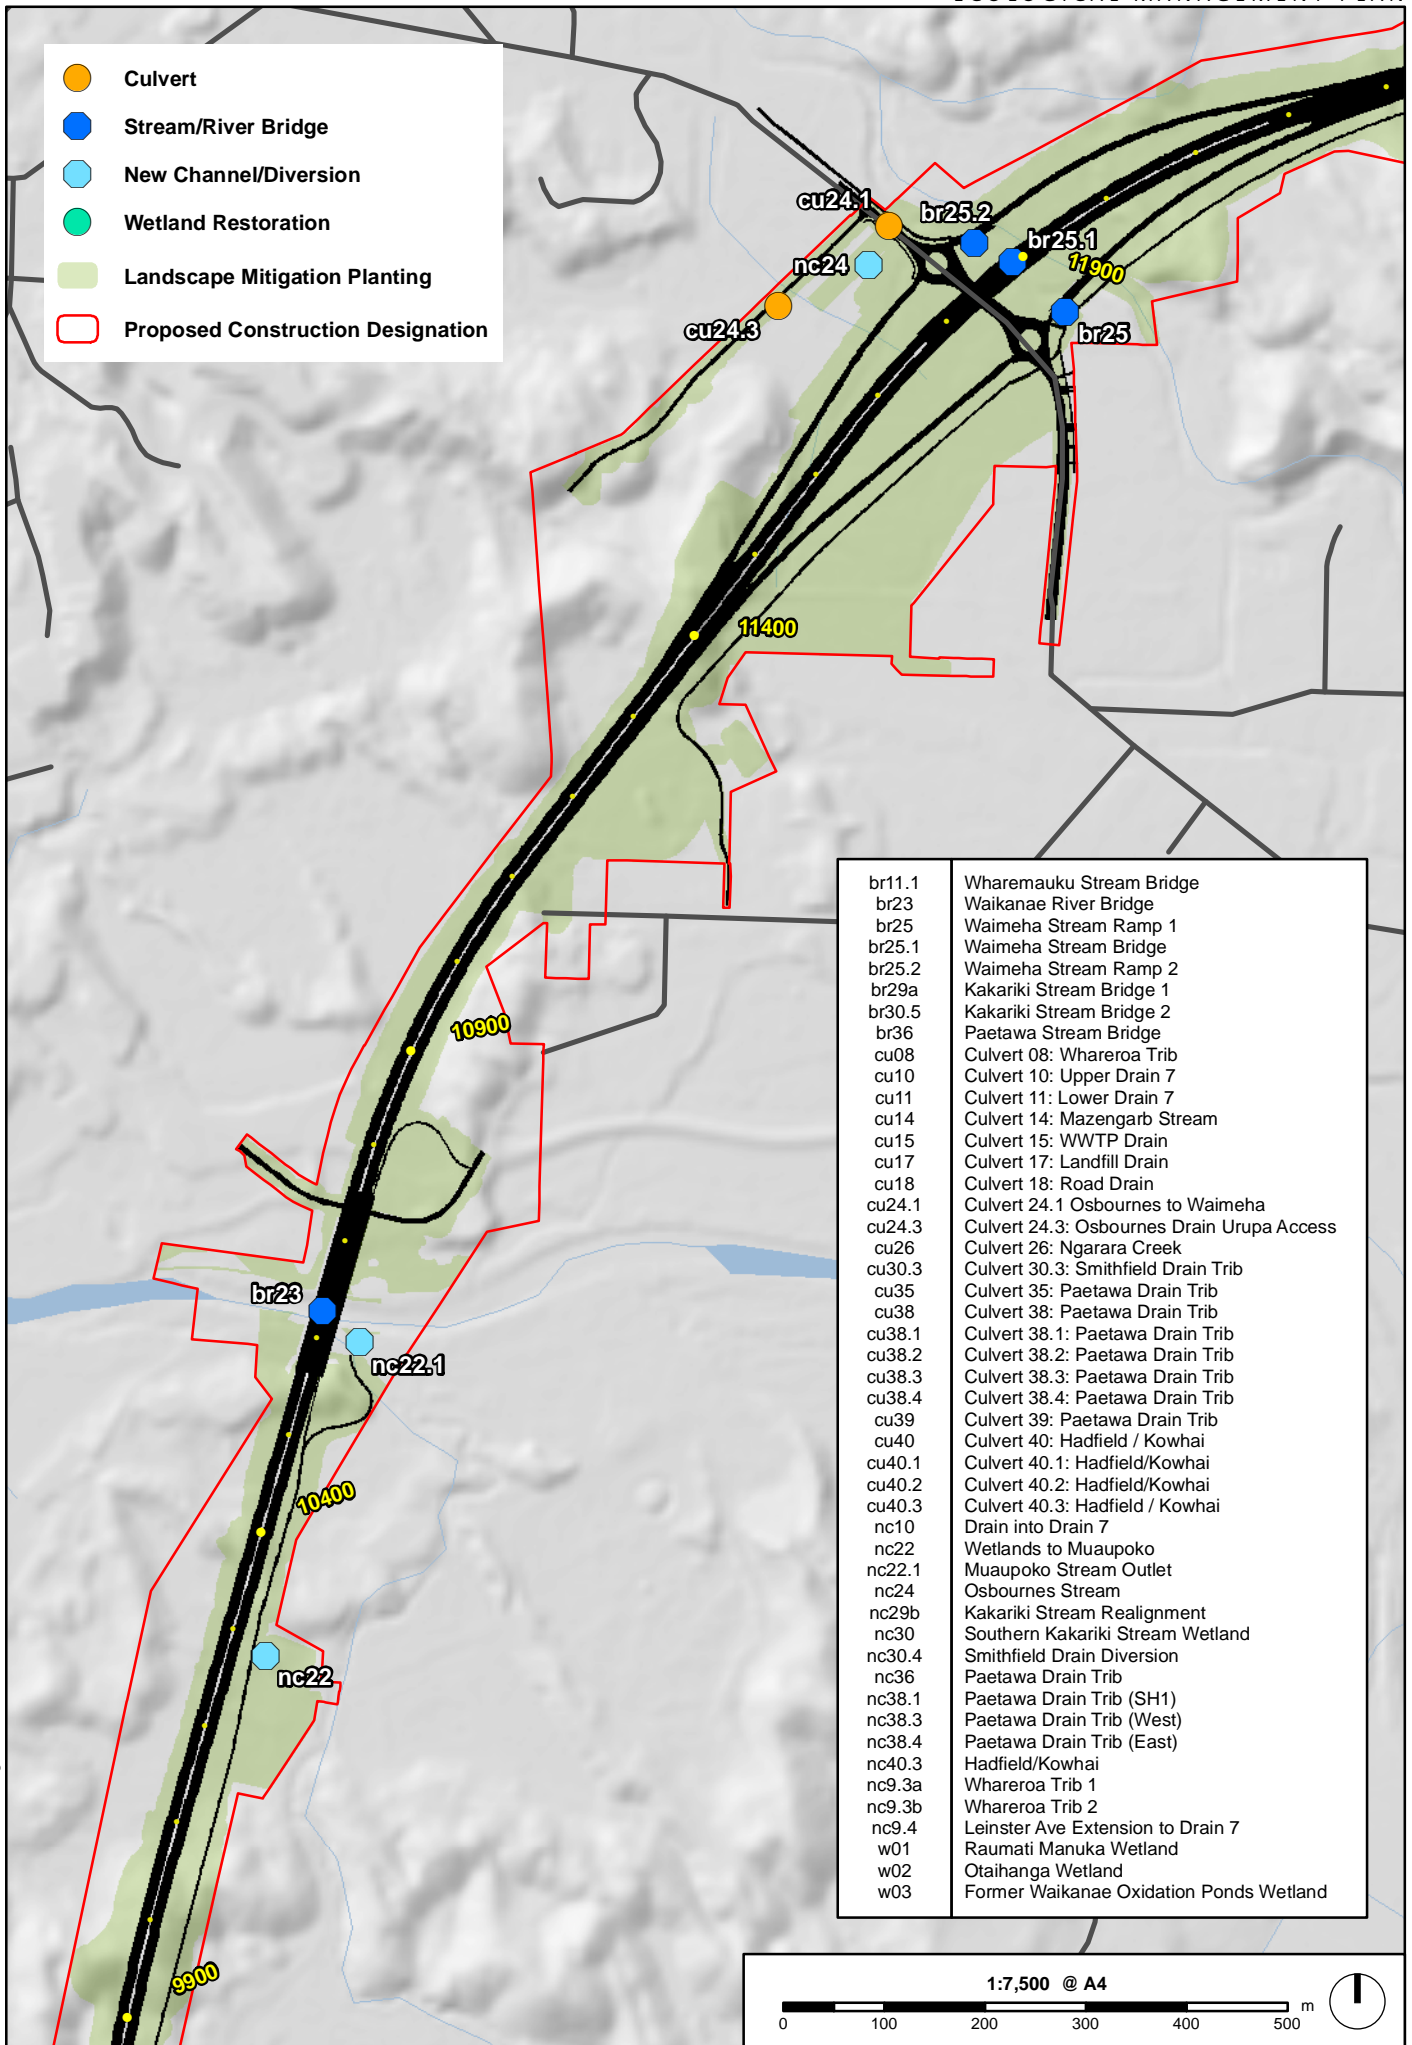 ECOLOGICAL MANAGEMENT PLAN
Culvert
Stream/River Bridge
New Channel/Diversion
Wetland Restoration
Landscape Mitigation Planting
Proposed Construction Designation
cu24.1
br25.2
br25.1
nc24
11900
cu24.3
br25
11400
10900
br23
nc22.1
10400
nc22
9900
br11.1 Wharemauku Stream Bridge
br23 Waikanae River Bridge
br25 Waimeha Stream Ramp 1
br25.1 Waimeha Stream Bridge
br25.2 Waimeha Stream Ramp 2
br29a Kakariki Stream Bridge 1
br30.5 Kakariki Stream Bridge 2
br36 Paetawa Stream Bridge
cu08 Culvert 08: Whareroa Trib
cu10 Culvert 10: Upper Drain 7
cu11 Culvert 11: Lower Drain 7
cu14 Culvert 14: Mazengarb Stream
cu15 Culvert 15: WWTP Drain
cu17 Culvert 17: Landfill Drain
cu18 Culvert 18: Road Drain
cu24.1 Culvert 24.1 Osbournes to Waimeha
cu24.3 Culvert 24.3: Osbournes Drain Urupa Access
cu26 Culvert 26: Ngarara Creek
cu30.3 Culvert 30.3: Smithfield Drain Trib
cu35 Culvert 35: Paetawa Drain Trib
cu38 Culvert 38: Paetawa Drain Trib
cu38.1 Culvert 38.1: Paetawa Drain Trib
cu38.2 Culvert 38.2: Paetawa Drain Trib
cu38.3 Culvert 38.3: Paetawa Drain Trib
cu38.4 Culvert 38.4: Paetawa Drain Trib
cu39 Culvert 39: Paetawa Drain Trib
cu40 Culvert 40: Hadfield / Kowhai
cu40.1 Culvert 40.1: Hadfield/Kowhai
cu40.2 Culvert 40.2: Hadfield/Kowhai
cu40.3 Culvert 40.3: Hadfield / Kowhai
nc10 Drain into Drain 7
nc22 Wetlands to Muaupoko
nc22.1 Muaupoko Stream Outlet
nc24 Osbournes Stream
nc29b Kakariki Stream Realignment
nc30 Southern Kakariki Stream Wetland
nc30.4 Smithfield Drain Diversion
nc36 Paetawa Drain Trib
nc38.1 Paetawa Drain Trib (SH1)
nc38.3 Paetawa Drain Trib (West)
nc38.4 Paetawa Drain Trib (East)
nc40.3 Hadfield/Kowhai
nc9.3a Whareroa Trib 1
nc9.3b Whareroa Trib 2
nc9.4 Leinster Ave Extension to Drain 7
w01 Raumati Manuka Wetland
w02 Otaihanga Wetland
w03 Former Waikanae Oxidation Ponds Wetland
1:7,500 @ A4
m
0 100 200 300 400 500